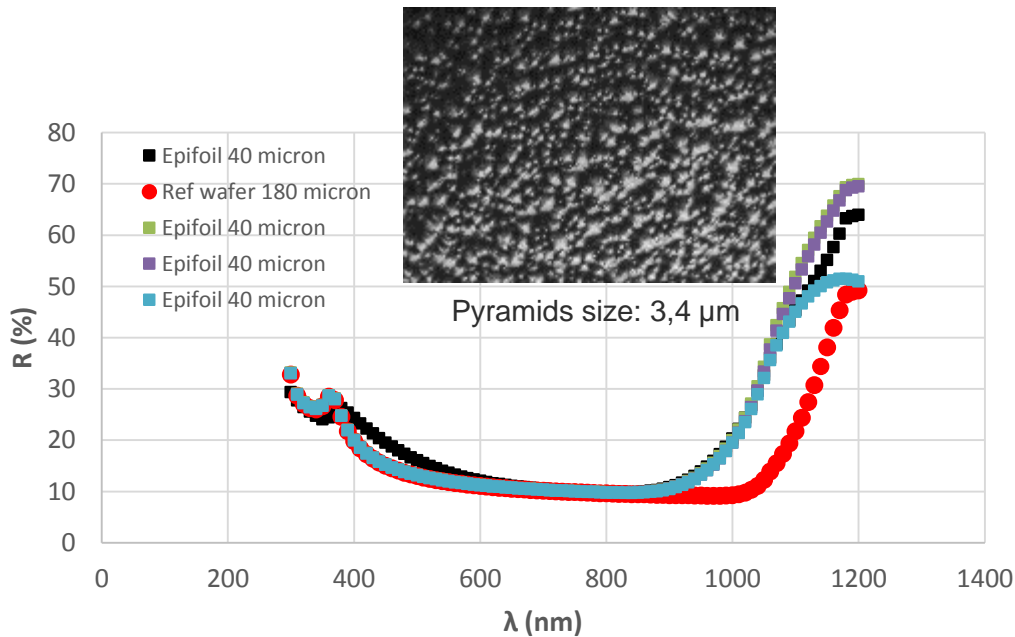 80
70
60
50
40
30
20
10
0
R (%)
Epifoil 40 micron
Ref wafer 180 micron
Epifoil 40 micron
Epifoil 40 micron
Epifoil 40 micron
Pyramids size: 3,4 µm
0 200 400 600 800 1000 1200 1400
λ (nm)